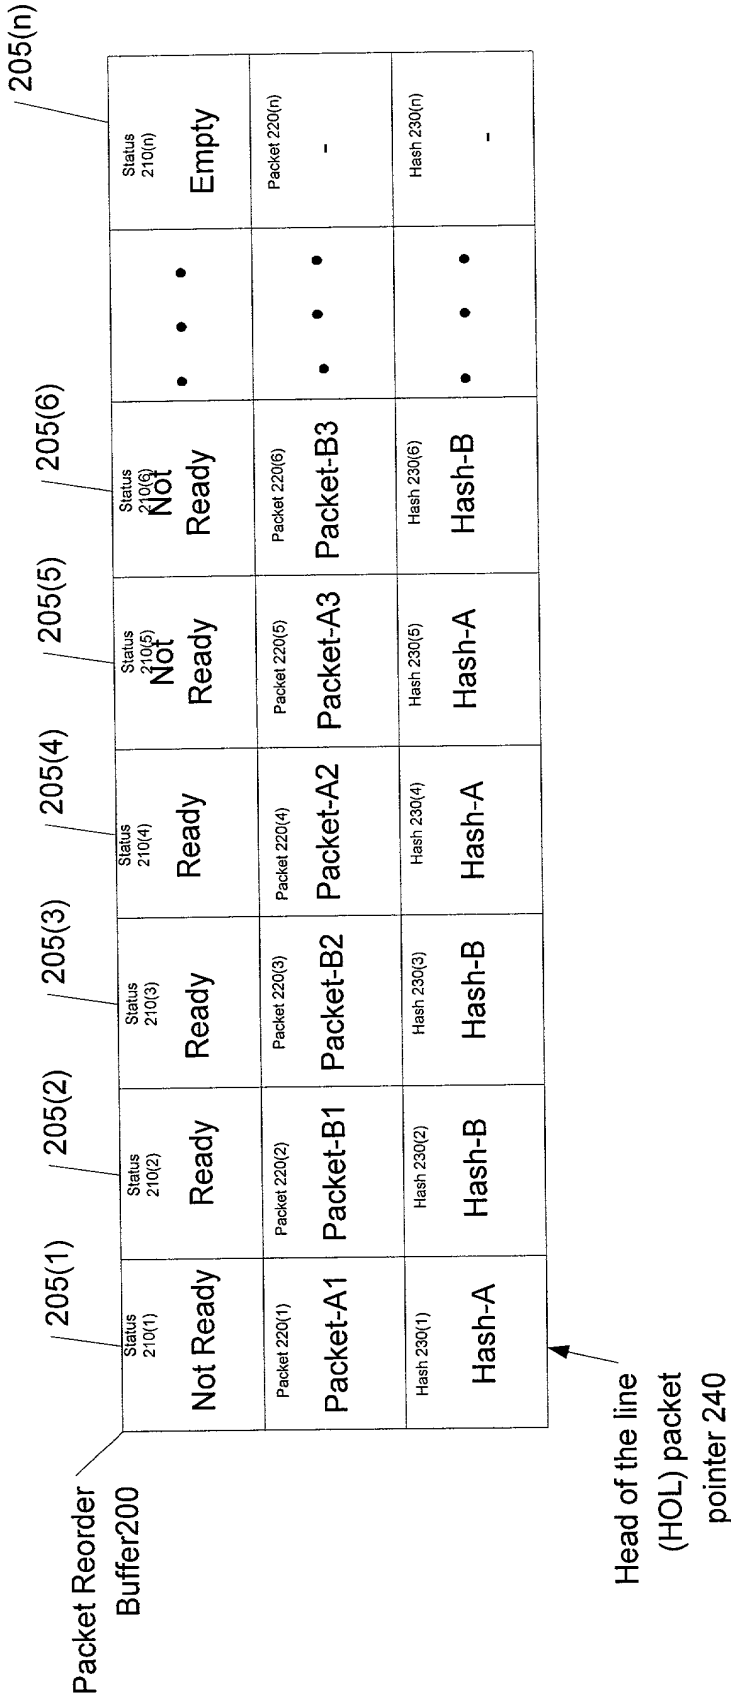 205(1)
205(2)
205(3)
205(4)
205(5)
205(6)
205(n)
Packet Reorder
Buffer200
Status
210(1)
Not Ready
Status
210(2)
Ready
Status
210(3)
Ready
Status
210(4)
Ready
Status
210(5)
Not
Ready
Status
210(6)
Not
Ready
Status
210(n)
Empty
Packet 220(1)
Packet-A1
Packet 220(2)
Packet-B1
Packet 220(3)
Packet-B2
Packet 220(4)
Packet-A2
Packet 220(5)
Packet-A3
Packet 220(6)
Packet-B3
Packet 220(n)
-
Hash 230(1)
Hash-A
Hash 230(2)
Hash-B
Hash 230(3)
Hash-B
Hash 230(4)
Hash-A
Hash 230(5)
Hash-A
Hash 230(6)
Hash-B
Hash 230(n)
-
Head of the line
(HOL) packet
pointer 240